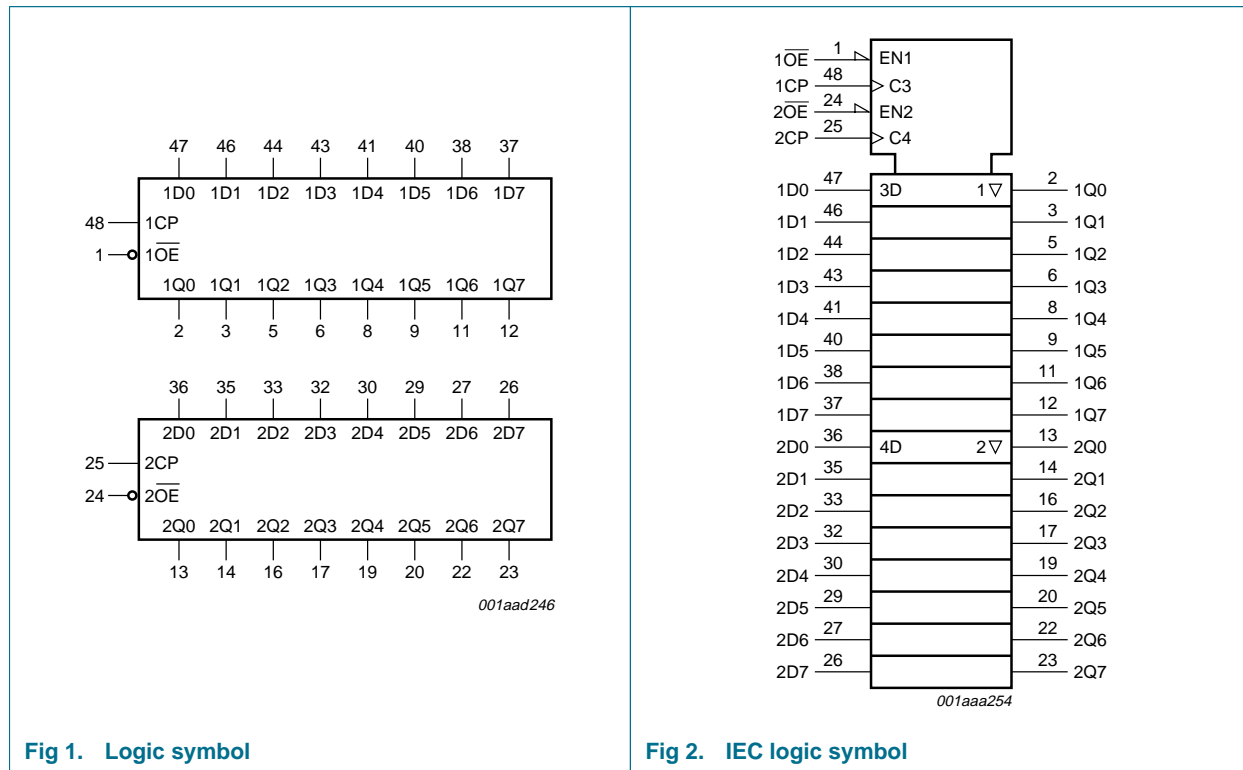 47 46 44 43 41 40 38 37
1D0 1D1 1D2 1D3 1D4 1D5 1D6 1D7
48 1CP
1 1O̅E̅
1Q0 1Q1 1Q2 1Q3 1Q4 1Q5 1Q6 1Q7
2 3 5 6 8 9 11 12
36 35 33 32 30 29 27 26
2D0 2D1 2D2 2D3 2D4 2D5 2D6 2D7
25 2CP
24 2O̅E̅
2Q0 2Q1 2Q2 2Q3 2Q4 2Q5 2Q6 2Q7
13 14 16 17 19 20 22 23
001aad246
Fig 1. Logic symbol
1O̅E̅ 1 EN1
1CP 48 C3
2O̅E̅ 24 EN2
2CP 25 C4
1D0 47 3D 1▽ 2 1Q0
1D1 46 3 1Q1
1D2 44 5 1Q2
1D3 43 6 1Q3
1D4 41 8 1Q4
1D5 40 9 1Q5
1D6 38 11 1Q6
1D7 37 12 1Q7
2D0 36 4D 2▽ 13 2Q0
2D1 35 14 2Q1
2D2 33 16 2Q2
2D3 32 17 2Q3
2D4 30 19 2Q4
2D5 29 20 2Q5
2D6 27 22 2Q6
2D7 26 23 2Q7
001aaa254
Fig 2. IEC logic symbol